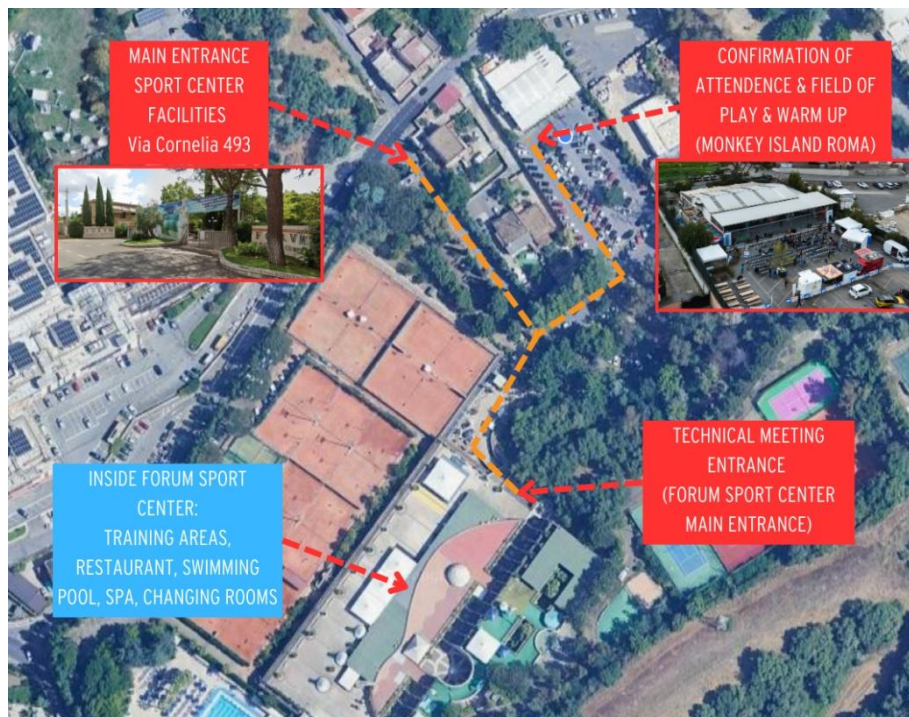 MAIN ENTRANCE
SPORT CENTER
FACILITIES
Via Cornelia 493
CONFIRMATION OF
ATTENDENCE & FIELD OF
PLAY & WARM UP
(MONKEY ISLAND ROMA)
TECHNICAL MEETING
ENTRANCE
(FORUM SPORT CENTER
MAIN ENTRANCE)
INSIDE FORUM SPORT
CENTER:
TRAINING AREAS,
RESTAURANT, SWIMMING
POOL, SPA, CHANGING ROOMS